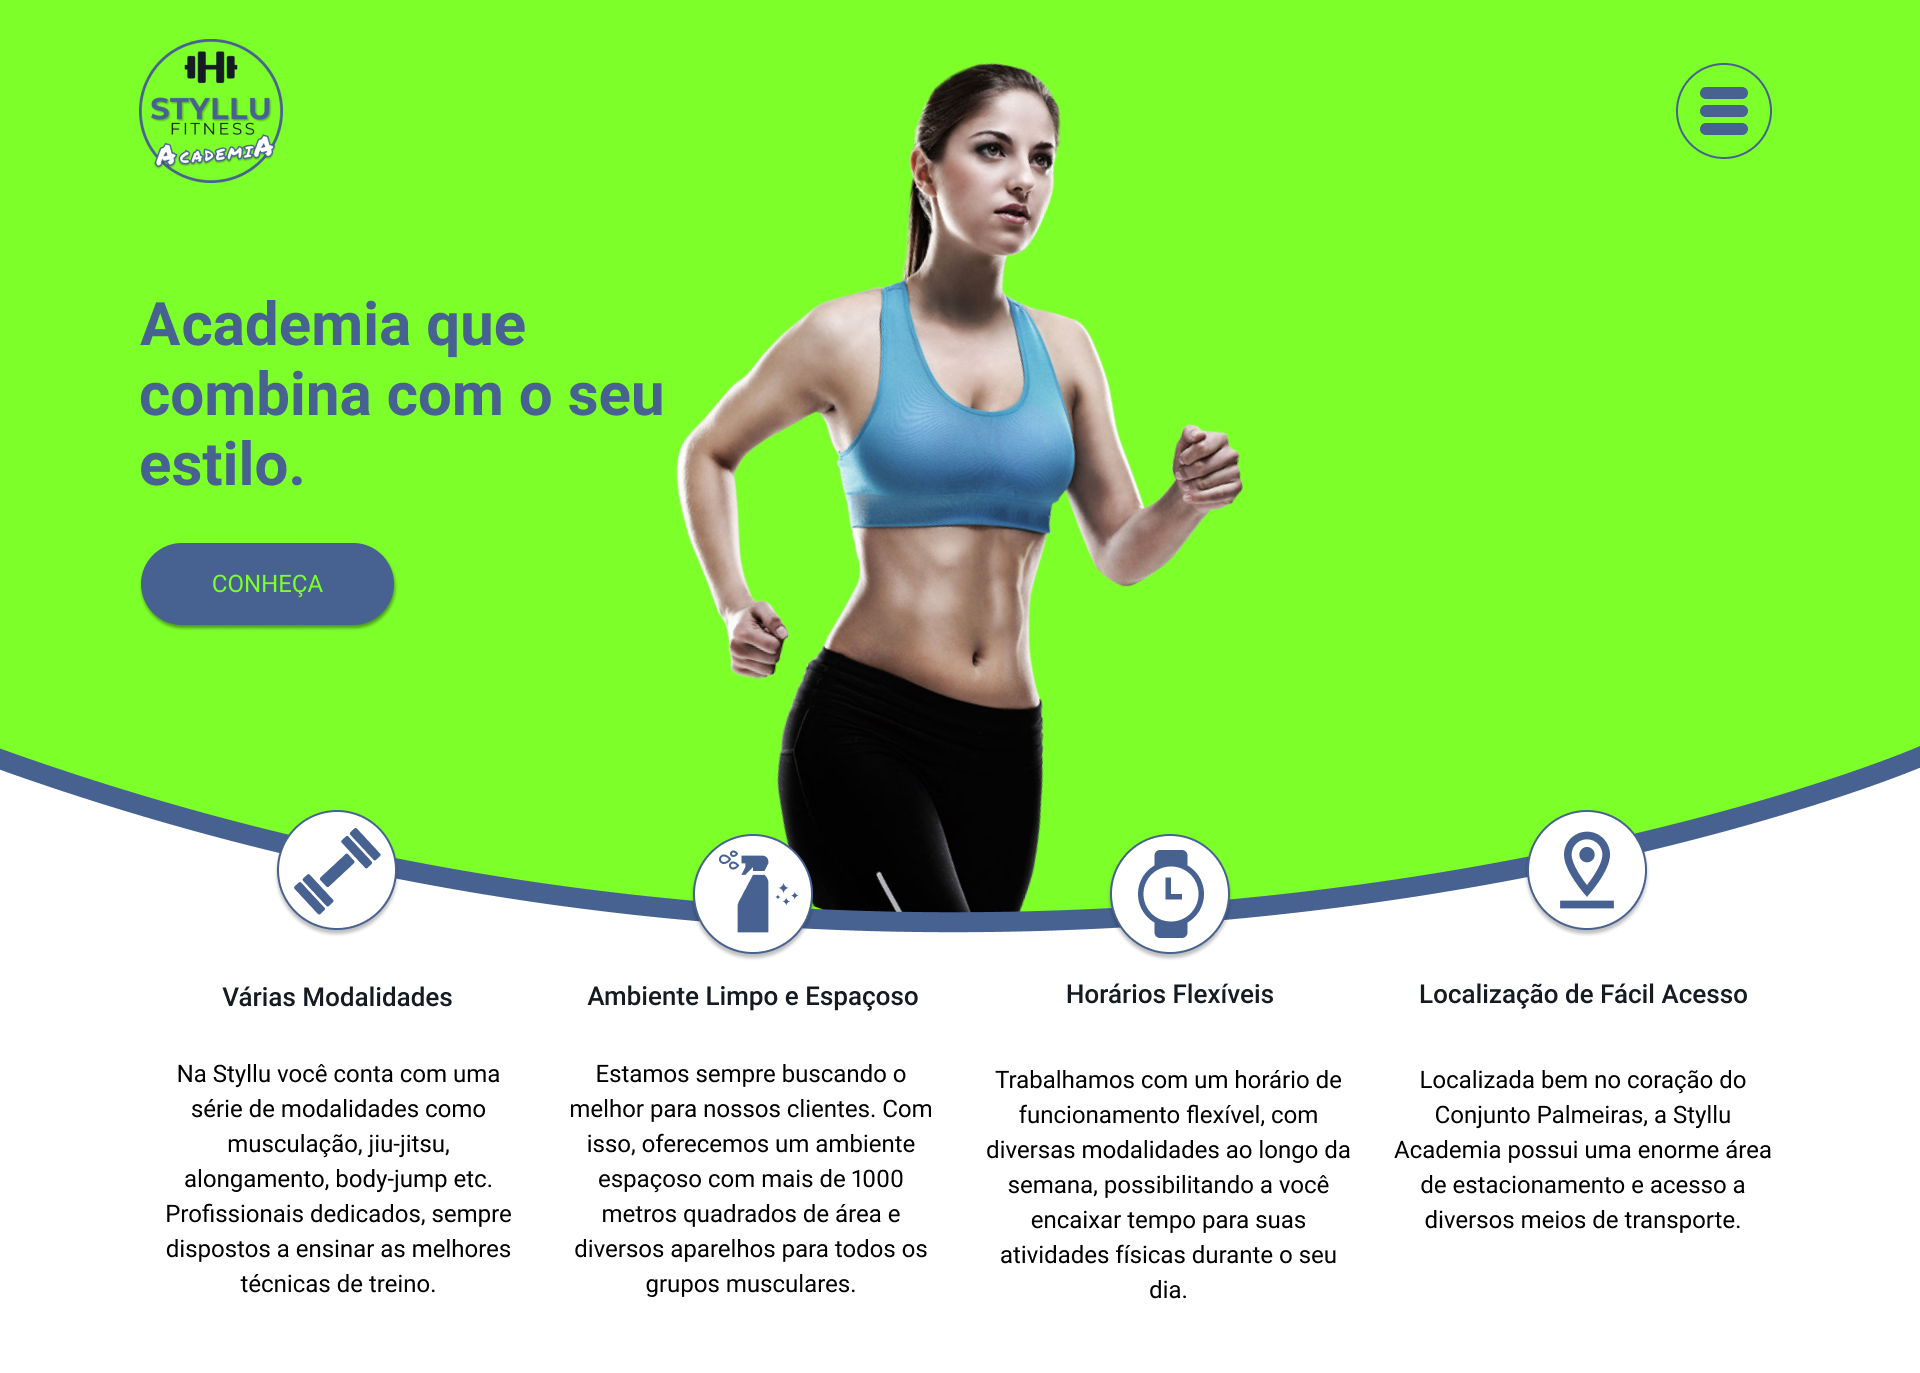 STYLLU
FITNESS
ACADEMIA
Academia que
combina com o seu
estilo.
CONHEÇA
Várias Modalidades
Na Styllu você conta com uma
série de modalidades como
musculação, jiu-jitsu,
alongamento, body-jump etc.
Profissionais dedicados, sempre
dispostos a ensinar as melhores
técnicas de treino.
Ambiente Limpo e Espaçoso
Estamos sempre buscando o
melhor para nossos clientes. Com
isso, oferecemos um ambiente
espaçoso com mais de 1000
metros quadrados de área e
diversos aparelhos para todos os
grupos musculares.
Horários Flexíveis
Trabalhamos com um horário de
funcionamento flexível, com
diversas modalidades ao longo da
semana, possibilitando a você
encaixar tempo para suas
atividades físicas durante o seu
dia.
Localização de Fácil Acesso
Localizada bem no coração do
Conjunto Palmeiras, a Styllu
Academia possui uma enorme área
de estacionamento e acesso a
diversos meios de transporte.